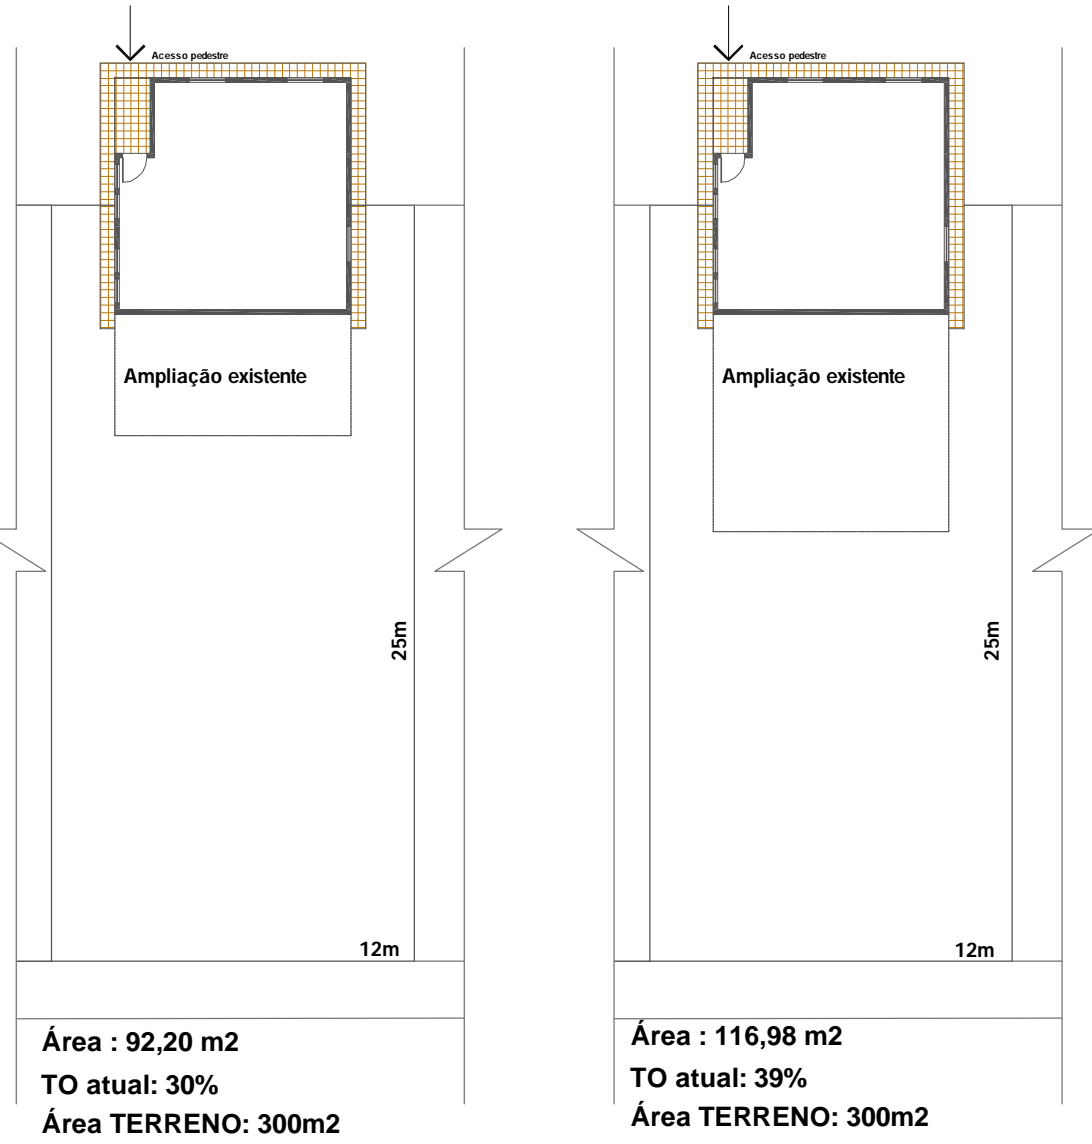 Acesso pedestre
Ampliação existente
25m
12m
Área : 92,20 m2
TO atual: 30%
Área TERRENO: 300m2
Acesso pedestre
Ampliação existente
25m
12m
Área : 116,98 m2
TO atual: 39%
Área TERRENO: 300m2